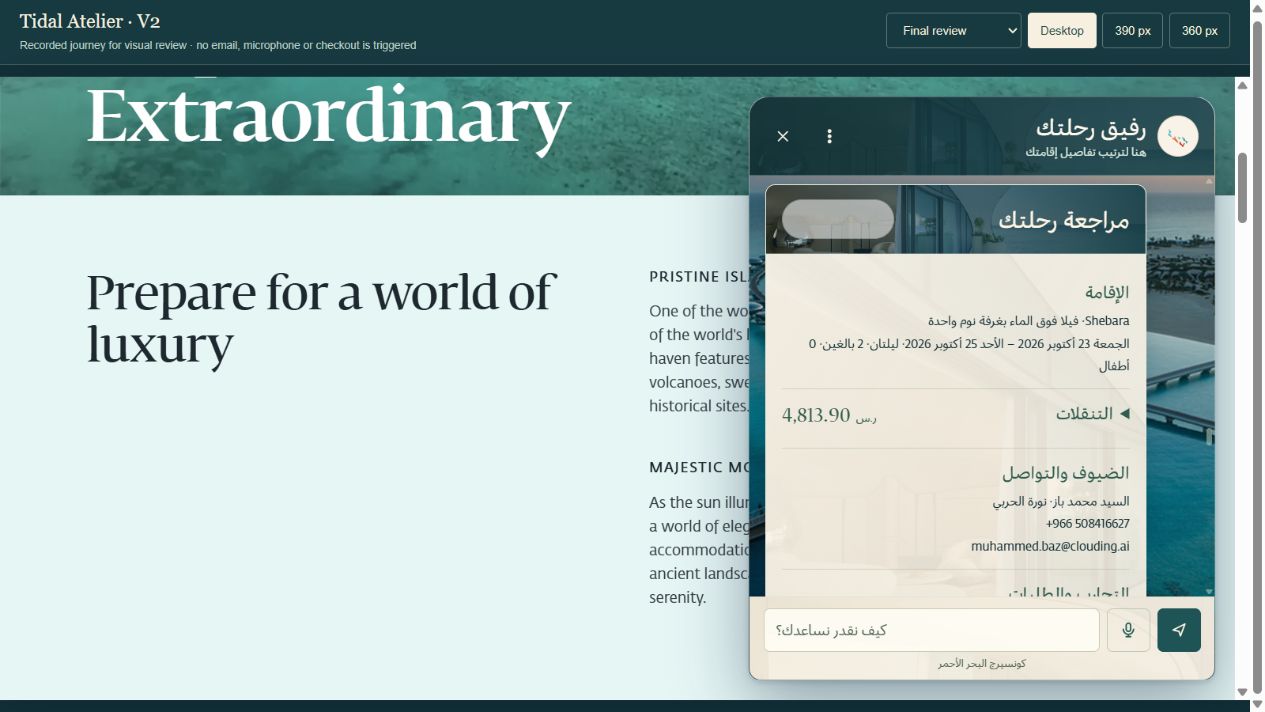 Tidal Atelier · V2
Recorded journey for visual review · no email, microphone or checkout is triggered
Final review
Desktop
390 px
360 px
Extraordinary
Prepare for a world of
luxury
PRISTINE ISL
One of the wo
of the world's
haven features
volcanoes, swe
historical sites.
MAJESTIC MO
As the sun illur
a world of eleg
accommodatio
ancient landsca
serenity.
رفيق رحلتك
هنا لترتيب تفاصيل إقامتك
مراجعة رحلتك
الإقامة
Shebara · فيلا فوق الماء بغرفة نوم واحدة
الجمعة 23 أكتوبر 2026 – الأحد 25 أكتوبر 2026 · ليلتان · 2 بالغين · 0
أطفال
التنقلات
ر.س 4,813.90
الضيوف والتواصل
السيد محمد باز · نورة الحربي
+966 508416627
muhammed.baz@clouding.ai
التجارب والطلبات
كيف نقدر نساعدك؟
كونسيرج البحر الأحمر